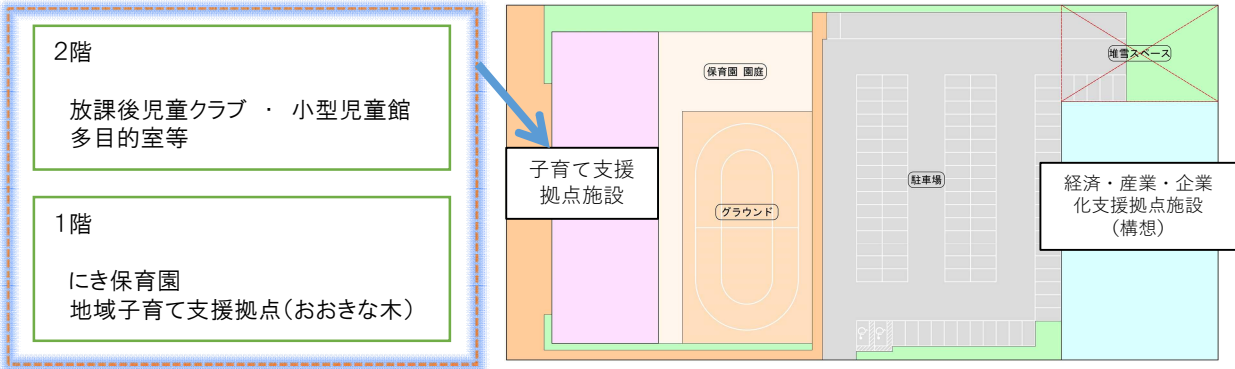 2階
放課後児童クラブ ・ 小型児童館
多目的室等
1階
にき保育園
地域子育て支援拠点(おおきな木)
子育て支援
拠点施設
保育園 園庭
グラウンド
駐車場
堆雪スペース
経済・産業・企業
化支援拠点施設
(構想)